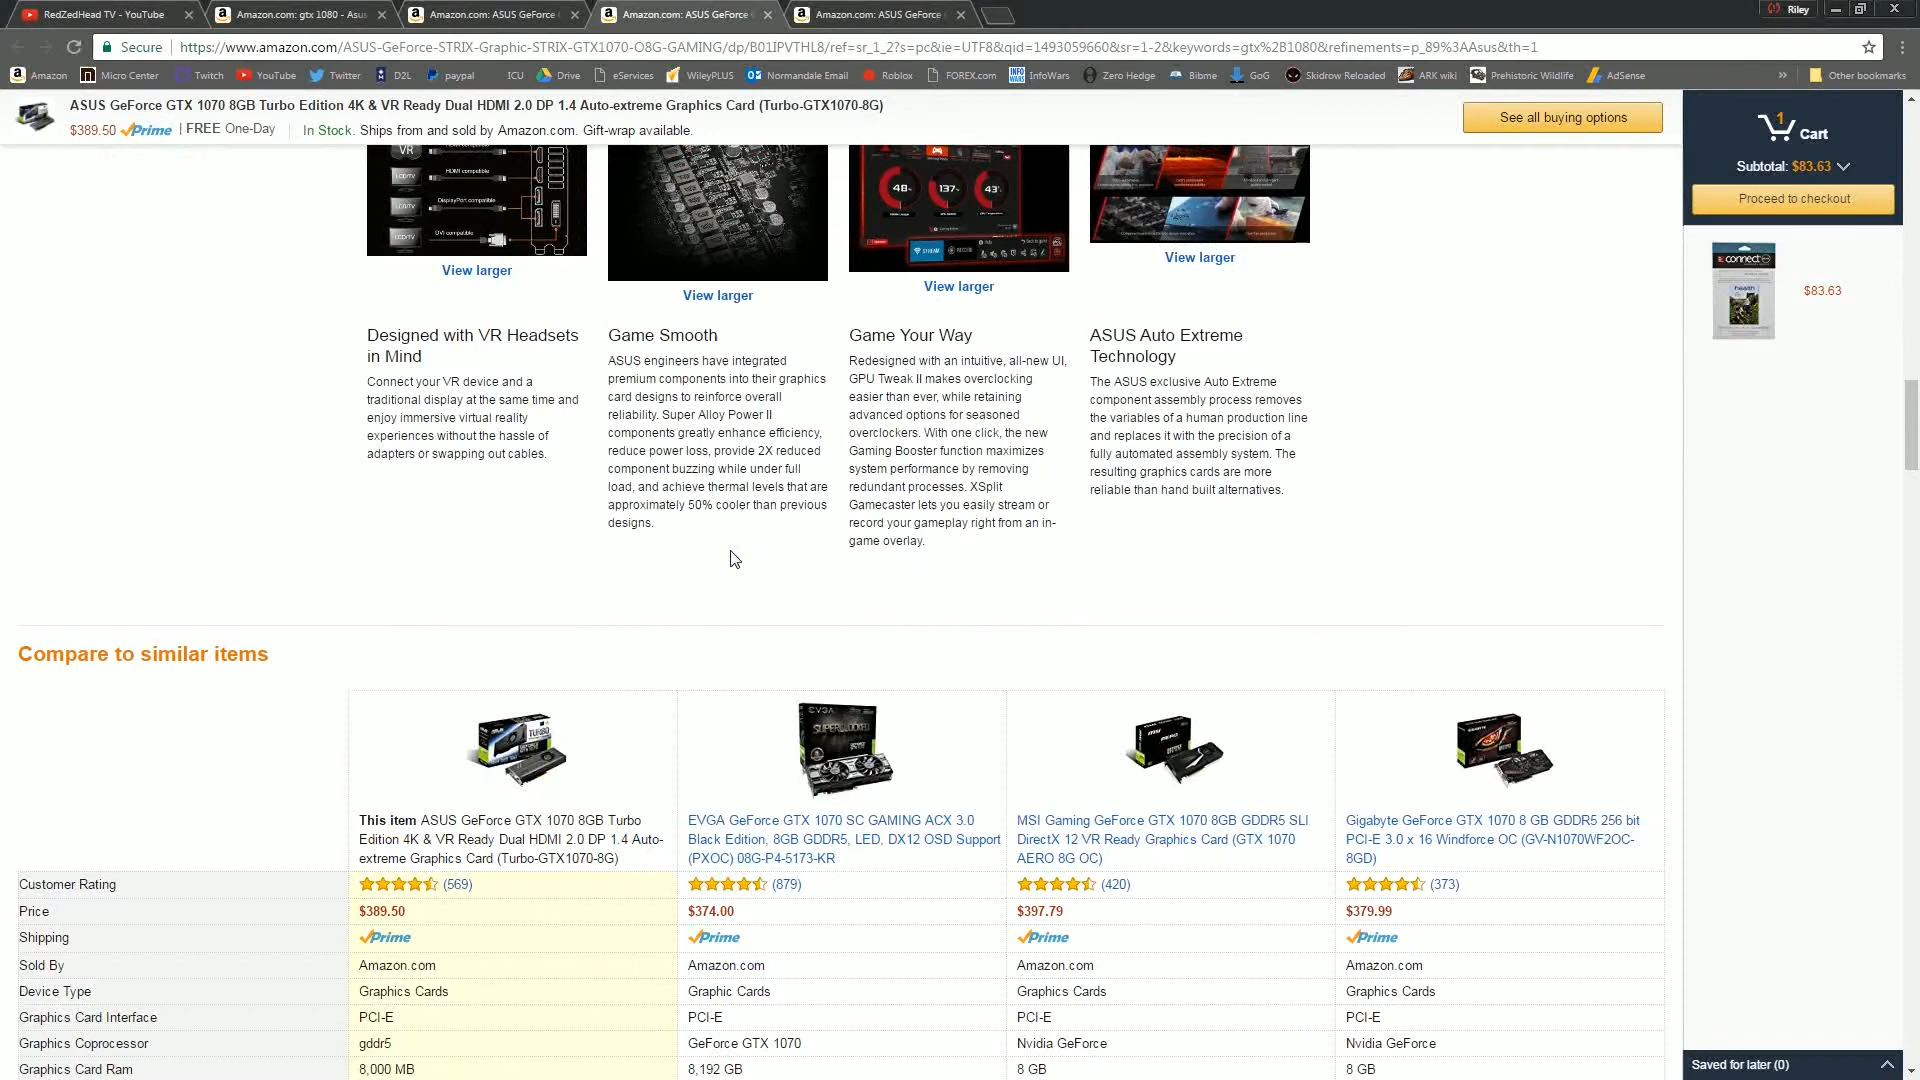 RedZedHead TV - YouTube
Amazon.com: gtx 1080 - Asus
Amazon.com: ASUS GeForce
Amazon.com: ASUS GeForce
Amazon.com: ASUS GeForce
Riley
Secure
https://www.amazon.com/ASUS-GeForce-STRIX-Graphic-STRIX-GTX1070-O8G-GAMING/dp/B01IPVTHL8/ref=sr_1_2?s=pc&ie=UTF8&qid=1493059660&sr=1-2&keywords=gtx%2B1080&refinements=p_89%3AAsus&th=1
Amazon Micro Center Twitch YouTube Twitter D2L paypal ICU Drive eServices WileyPLUS Normandale Email Roblox FOREX.com InfoWars Zero Hedge Bibme GoG Skidrow Reloaded ARK wiki Prehistoric Wildlife AdSense » Other bookmarks
ASUS GeForce GTX 1070 8GB Turbo Edition 4K & VR Ready Dual HDMI 2.0 DP 1.4 Auto-extreme Graphics Card (Turbo-GTX1070-8G)
$389.50 Prime | FREE One-Day In Stock. Ships from and sold by Amazon.com. Gift-wrap available.
See all buying options
1 Cart
Subtotal: $83.63
Proceed to checkout
connect
health
$83.63
VR
LCD/TV
HDMI compatible
LCD/TV
DisplayPort compatible
LCD/TV
DVI compatible
48
137
43
View larger
View larger
View larger
View larger
Designed with VR Headsets
in Mind
Connect your VR device and a
traditional display at the same time and
enjoy immersive virtual reality
experiences without the hassle of
adapters or swapping out cables.
Game Smooth
ASUS engineers have integrated
premium components into their graphics
card designs to reinforce overall
reliability. Super Alloy Power II
components greatly enhance efficiency,
reduce power loss, provide 2X reduced
component buzzing while under full
load, and achieve thermal levels that are
approximately 50% cooler than previous
designs.
Game Your Way
Redesigned with an intuitive, all-new UI,
GPU Tweak II makes overclocking
easier than ever, while retaining
advanced options for seasoned
overclockers. With one click, the new
Gaming Booster function maximizes
system performance by removing
redundant processes. XSplit
Gamecaster lets you easily stream or
record your gameplay right from an in-
game overlay.
ASUS Auto Extreme
Technology
The ASUS exclusive Auto Extreme
component assembly process removes
the variables of a human production line
and replaces it with the precision of a
fully automated assembly system. The
resulting graphics cards are more
reliable than hand built alternatives.
Compare to similar items
TURBO
EVGA
SUPERCLOCKED
This item ASUS GeForce GTX 1070 8GB Turbo
Edition 4K & VR Ready Dual HDMI 2.0 DP 1.4 Auto-
extreme Graphics Card (Turbo-GTX1070-8G)
EVGA GeForce GTX 1070 SC GAMING ACX 3.0
Black Edition, 8GB GDDR5, LED, DX12 OSD Support
(PXOC) 08G-P4-5173-KR
MSI Gaming GeForce GTX 1070 8GB GDDR5 SLI
DirectX 12 VR Ready Graphics Card (GTX 1070
AERO 8G OC)
Gigabyte GeForce GTX 1070 8 GB GDDR5 256 bit
PCI-E 3.0 x 16 Windforce OC (GV-N1070WF2OC-
8GD)
Customer Rating (569) (879) (420) (373)
Price $389.50 $374.00 $397.79 $379.99
Shipping Prime Prime Prime Prime
Sold By Amazon.com Amazon.com Amazon.com Amazon.com
Device Type Graphics Cards Graphic Cards Graphics Cards Graphics Cards
Graphics Card Interface PCI-E PCI-E PCI-E PCI-E
Graphics Coprocessor gddr5 GeForce GTX 1070 Nvidia GeForce Nvidia GeForce
Graphics Card Ram 8,000 MB 8,192 GB 8 GB 8 GB
Saved for later (0)